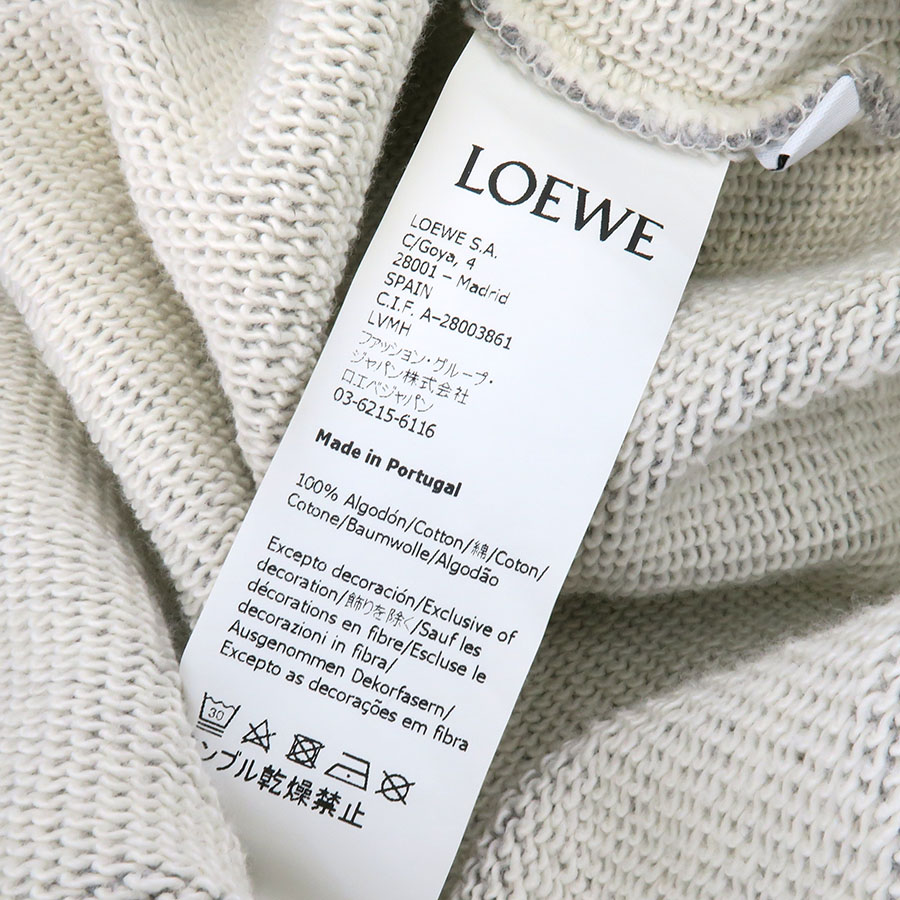 LOEWE
LOEWE S.A.
C/Goya, 4
28001 – Madrid
SPAIN
C.I.F. A-28003861
LVMH
ファッション・グループ・
ジャパン株式会社
ロエベジャパン
03-6215-6116
Made in Portugal
100% Algodón/Cotton/綿/Coton/
Cotone/Baumwolle/Algodão
Excepto decoración/Exclusive of
decoration/飾りを除く/Sauf les
décorations en fibre/Escluse le
decorazioni in fibra/
Ausgenommen Dekorfasern/
Excepto as decorações em fibra
30
ンブル乾燥禁止